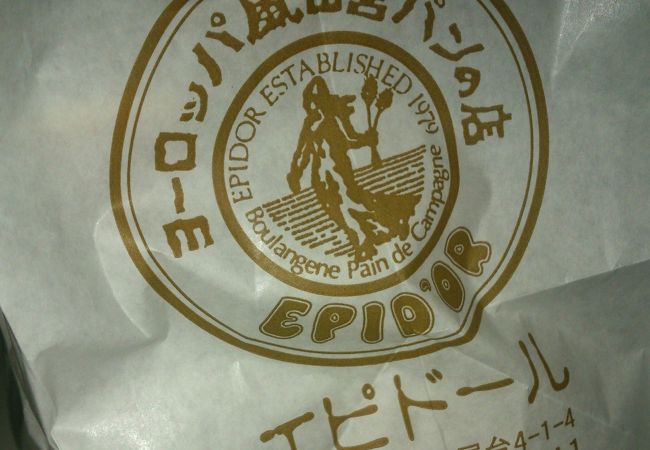 ヨーロッパ風田舎パンの店
EPIDOR ESTABLISHED 1979
Boulangene Pain de Campagne
EPID'OR
エピドール
台4-1-4